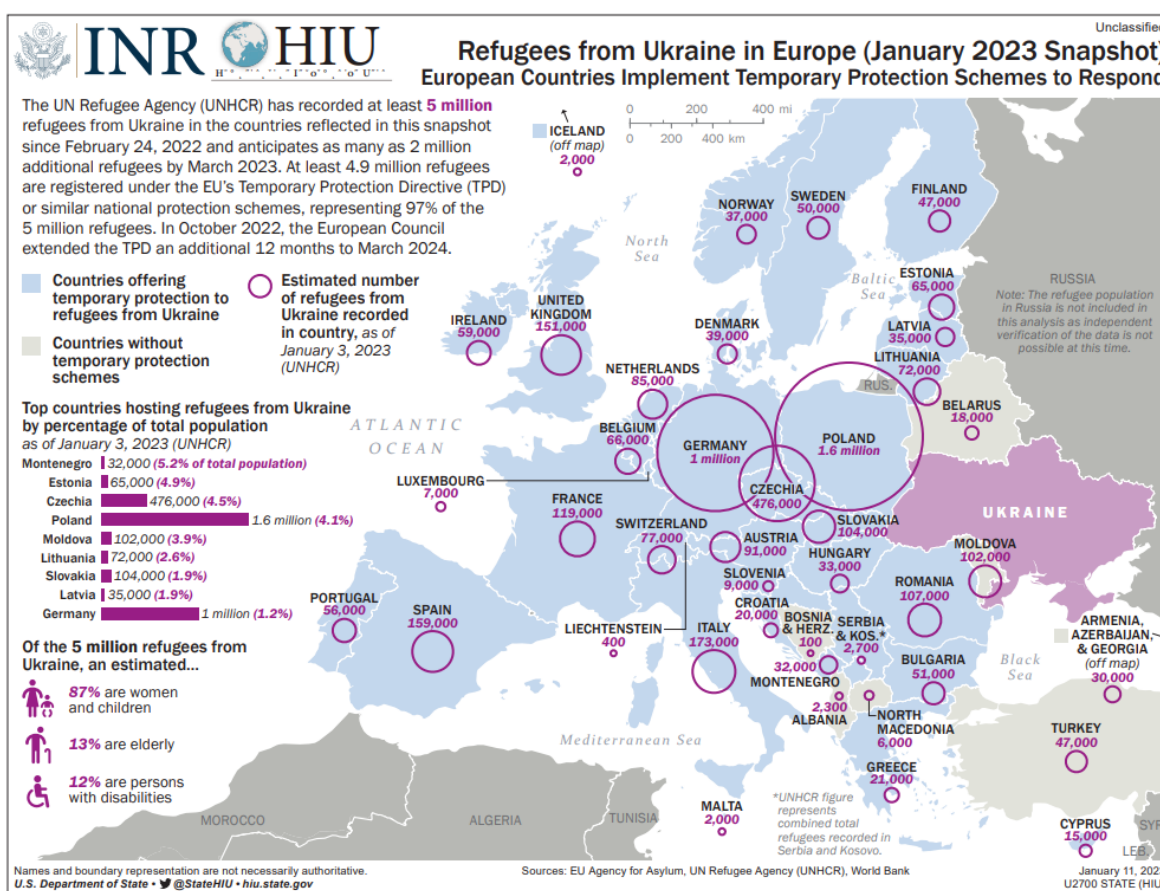 INR
HIU
Unclassified
Refugees from Ukraine in Europe (January 2023 Snapshot)
European Countries Implement Temporary Protection Schemes to Respond
The UN Refugee Agency (UNHCR) has recorded at least 5 million
refugees from Ukraine in the countries reflected in this snapshot
since February 24, 2022 and anticipates as many as 2 million
additional refugees by March 2023. At least 4.9 million refugees
are registered under the EU's Temporary Protection Directive (TPD)
or similar national protection schemes, representing 97% of the
5 million refugees. In October 2022, the European Council
extended the TPD an additional 12 months to March 2024.
Countries offering
temporary protection to
refugees from Ukraine
Countries without
temporary protection
schemes
Estimated number
of refugees from
Ukraine recorded
in country, as of
January 3, 2023
(UNHCR)
Top countries hosting refugees from Ukraine
by percentage of total population
as of January 3, 2023 (UNHCR)
Montenegro 32,000 (5.2% of total population)
Estonia 65,000 (4.9%)
Czechia 476,000 (4.5%)
Poland 1.6 million (4.1%)
Moldova 102,000 (3.9%)
Lithuania 72,000 (2.6%)
Slovakia 104,000 (1.9%)
Latvia 35,000 (1.9%)
Germany 1 million (1.2%)
Of the 5 million refugees from
Ukraine, an estimated...
87% are women
and children
13% are elderly
12% are persons
with disabilities
0 200 400 mi
0 200 400 km
ICELAND
(off map)
2,000
NORWAY
37,000
SWEDEN
50,000
FINLAND
47,000
North
Sea
Baltic
Sea
ESTONIA
65,000
LATVIA
35,000
LITHUANIA
72,000
RUSSIA
Note: The refugee population
in Russia is not included in
this analysis as independent
verification of the data is not
possible at this time.
RUS.
BELARUS
18,000
IRELAND
59,000
UNITED
KINGDOM
151,000
DENMARK
39,000
NETHERLANDS
85,000
BELGIUM
66,000
GERMANY
1 million
POLAND
1.6 million
CZECHIA
476,000
ATLANTIC
OCEAN
LUXEMBOURG
7,000
FRANCE
119,000
SWITZERLAND
77,000
AUSTRIA
91,000
SLOVAKIA
104,000
HUNGARY
33,000
UKRAINE
MOLDOVA
102,000
ROMANIA
107,000
SLOVENIA
9,000
CROATIA
20,000
BOSNIA
& HERZ.
100
SERBIA
& KOS.*
2,700
PORTUGAL
56,000
SPAIN
159,000
LIECHTENSTEIN
400
ITALY
173,000
32,000
MONTENEGRO
2,300
ALBANIA
NORTH
MACEDONIA
6,000
BULGARIA
51,000
Black
Sea
ARMENIA,
AZERBAIJAN,
& GEORGIA
(off map)
30,000
TURKEY
47,000
GREECE
21,000
Mediterranean Sea
MALTA
2,000
*UNHCR figure
represents
combined total
refugees recorded in
Serbia and Kosovo.
CYPRUS
15,000
SYR
LEB.
MOROCCO
ALGERIA
TUNISIA
Names and boundary representation are not necessarily authoritative.
U.S. Department of State • @StateHIU • hiu.state.gov
Sources: EU Agency for Asylum, UN Refugee Agency (UNHCR), World Bank
January 11, 202
U2700 STATE (HIU